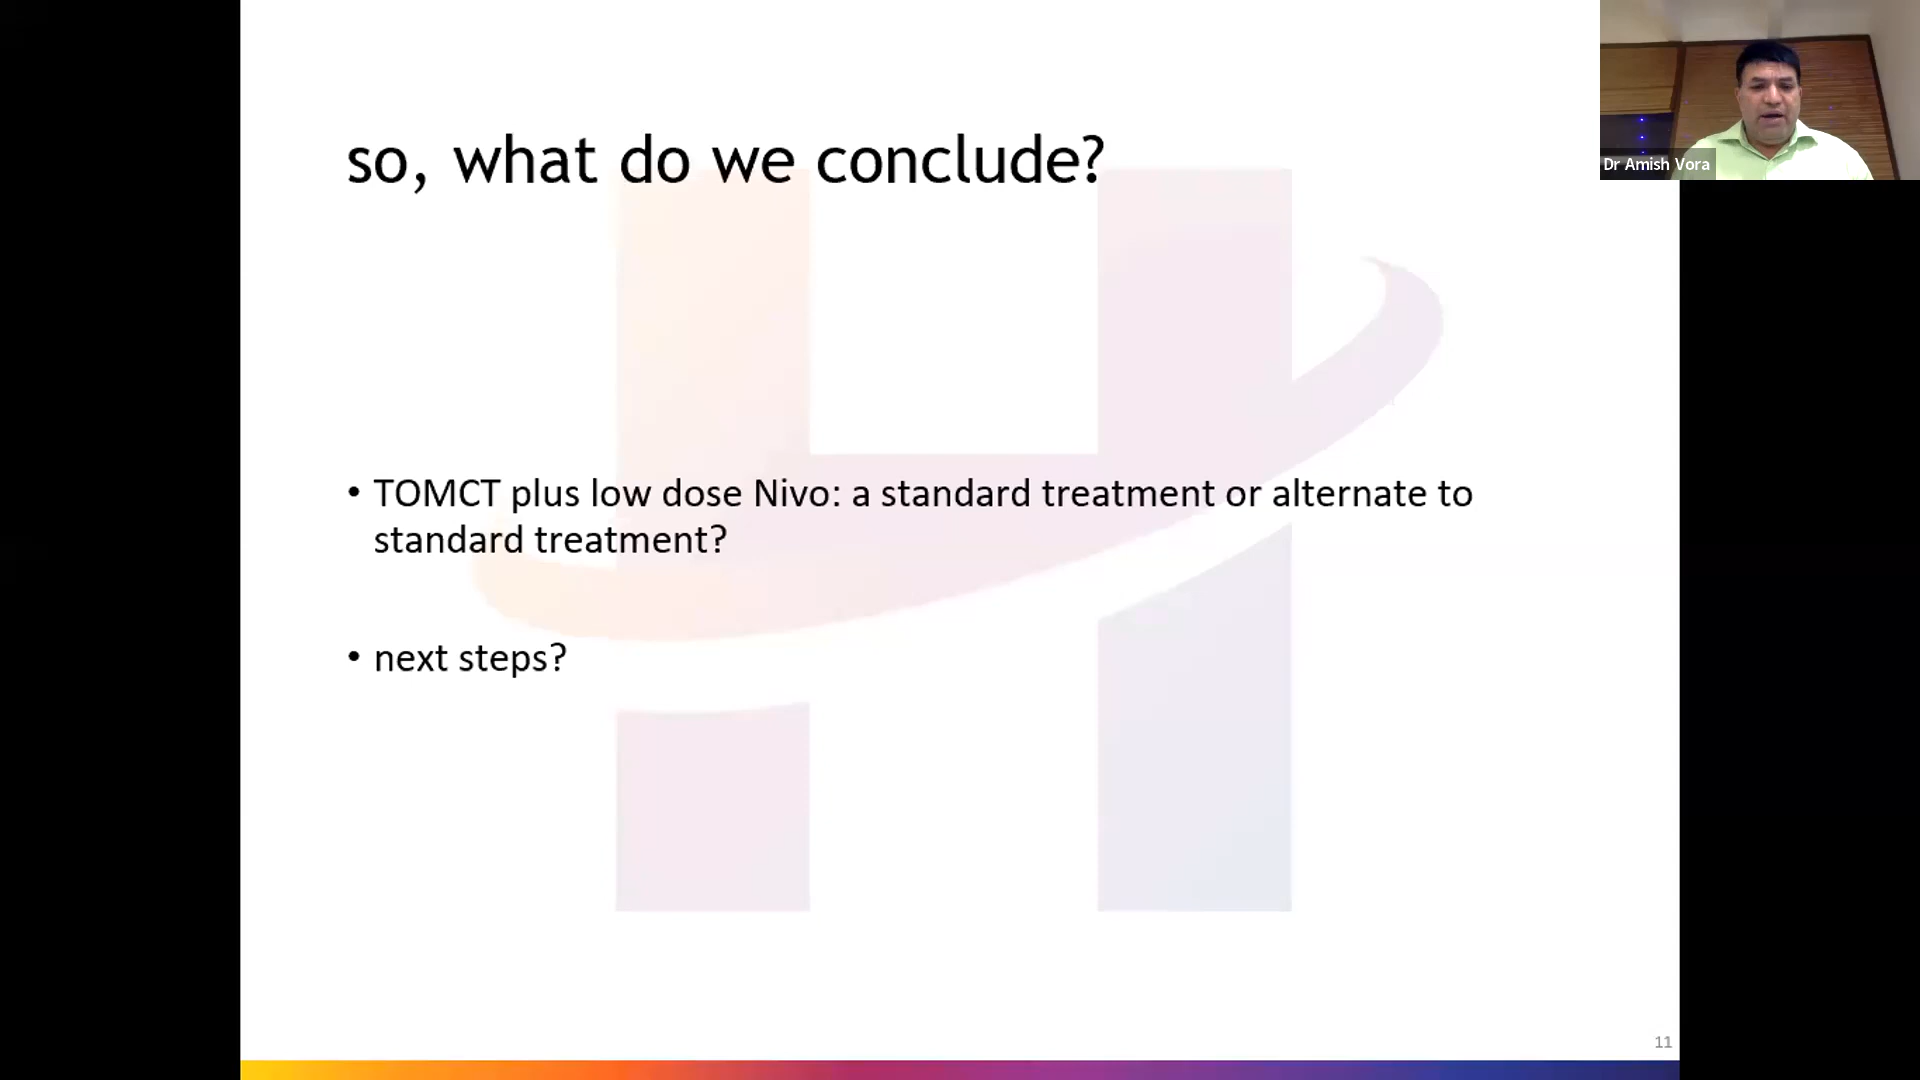 so, what do we conclude?
• TOMCT plus low dose Nivo: a standard treatment or alternate to
standard treatment?
• next steps?
11
Dr Amish Vora